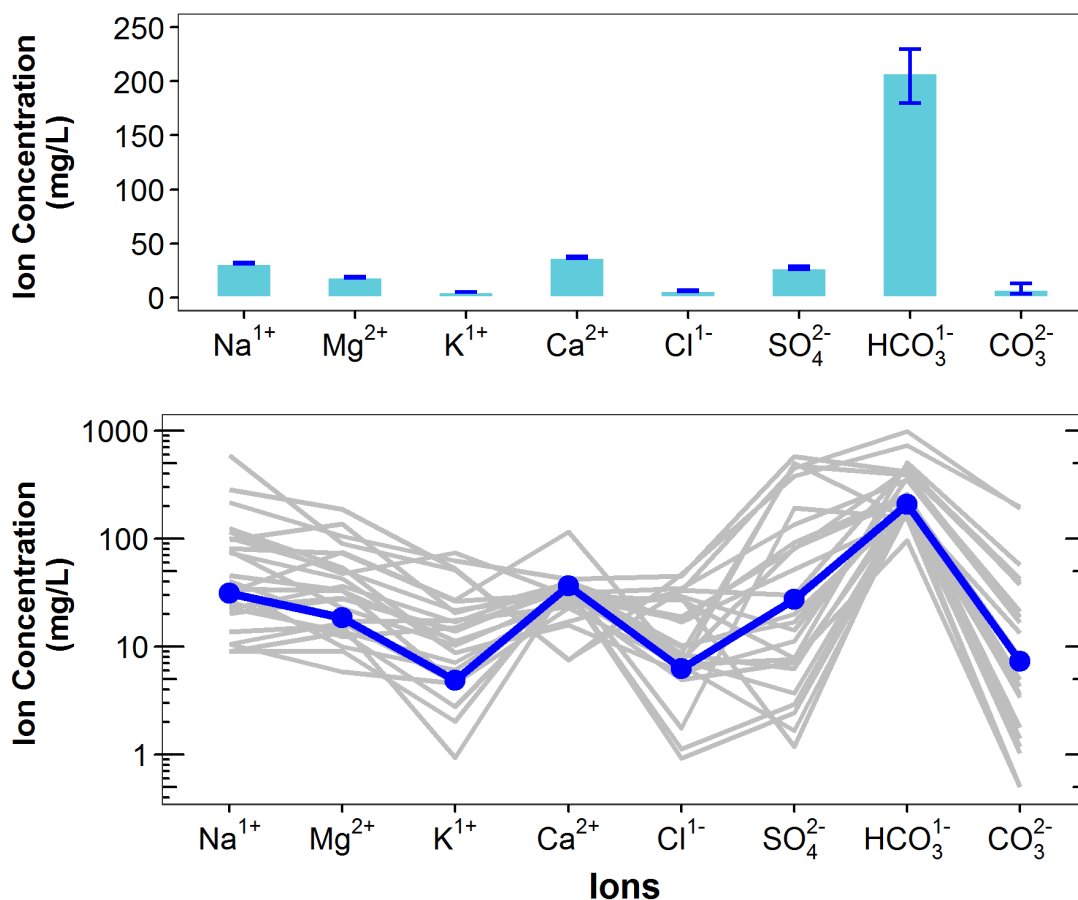 Ion Concentration
(mg/L)
250
200
150
100
50
0
Na¹⁺ Mg²⁺ K¹⁺ Ca²⁺ Cl¹⁻ SO₄²⁻ HCO₃¹⁻ CO₃²⁻
Ion Concentration
(mg/L)
1000
100
10
1
Na¹⁺ Mg²⁺ K¹⁺ Ca²⁺ Cl¹⁻ SO₄²⁻ HCO₃¹⁻ CO₃²⁻
Ions